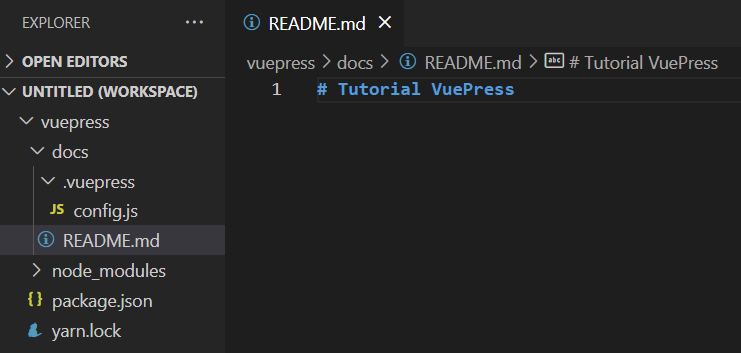 EXPLORER ···
OPEN EDITORS
UNTITLED (WORKSPACE)
vuepress
docs
.vuepress
JS config.js
README.md
node_modules
{} package.json
yarn.lock
README.md
vuepress > docs > README.md > abc # Tutorial VuePress
1 # Tutorial VuePress